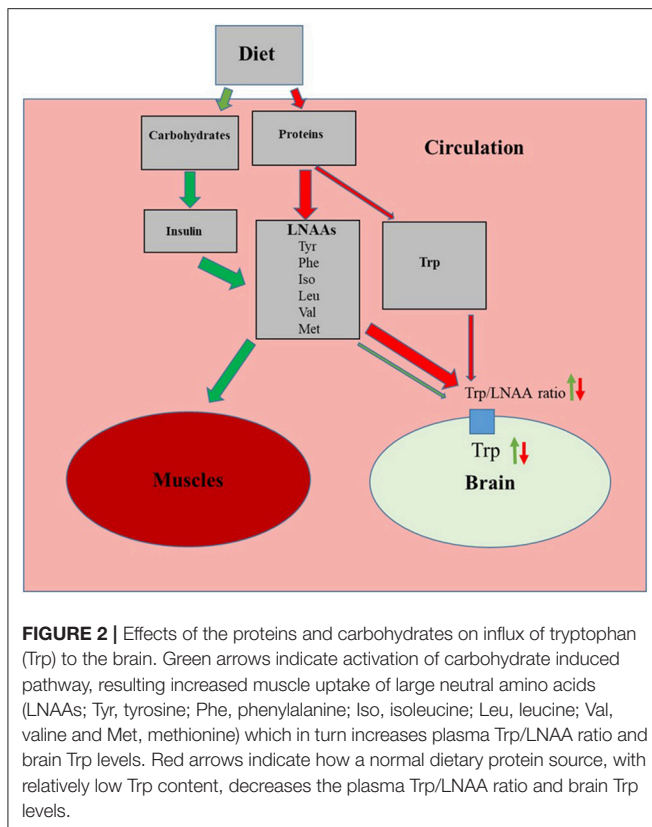 Diet
Carbohydrates
Proteins
Circulation
Insulin
LNAAs
Tyr
Phe
Iso
Leu
Val
Met
Trp
Trp/LNAA ratio
Trp
Muscles
Brain
FIGURE 2 | Effects of the proteins and carbohydrates on influx of tryptophan
(Trp) to the brain. Green arrows indicate activation of carbohydrate induced
pathway, resulting increased muscle uptake of large neutral amino acids
(LNAAs; Tyr, tyrosine; Phe, phenylalanine; Iso, isoleucine; Leu, leucine; Val,
valine and Met, methionine) which in turn increases plasma Trp/LNAA ratio and
brain Trp levels. Red arrows indicate how a normal dietary protein source, with
relatively low Trp content, decreases the plasma Trp/LNAA ratio and brain Trp
levels.